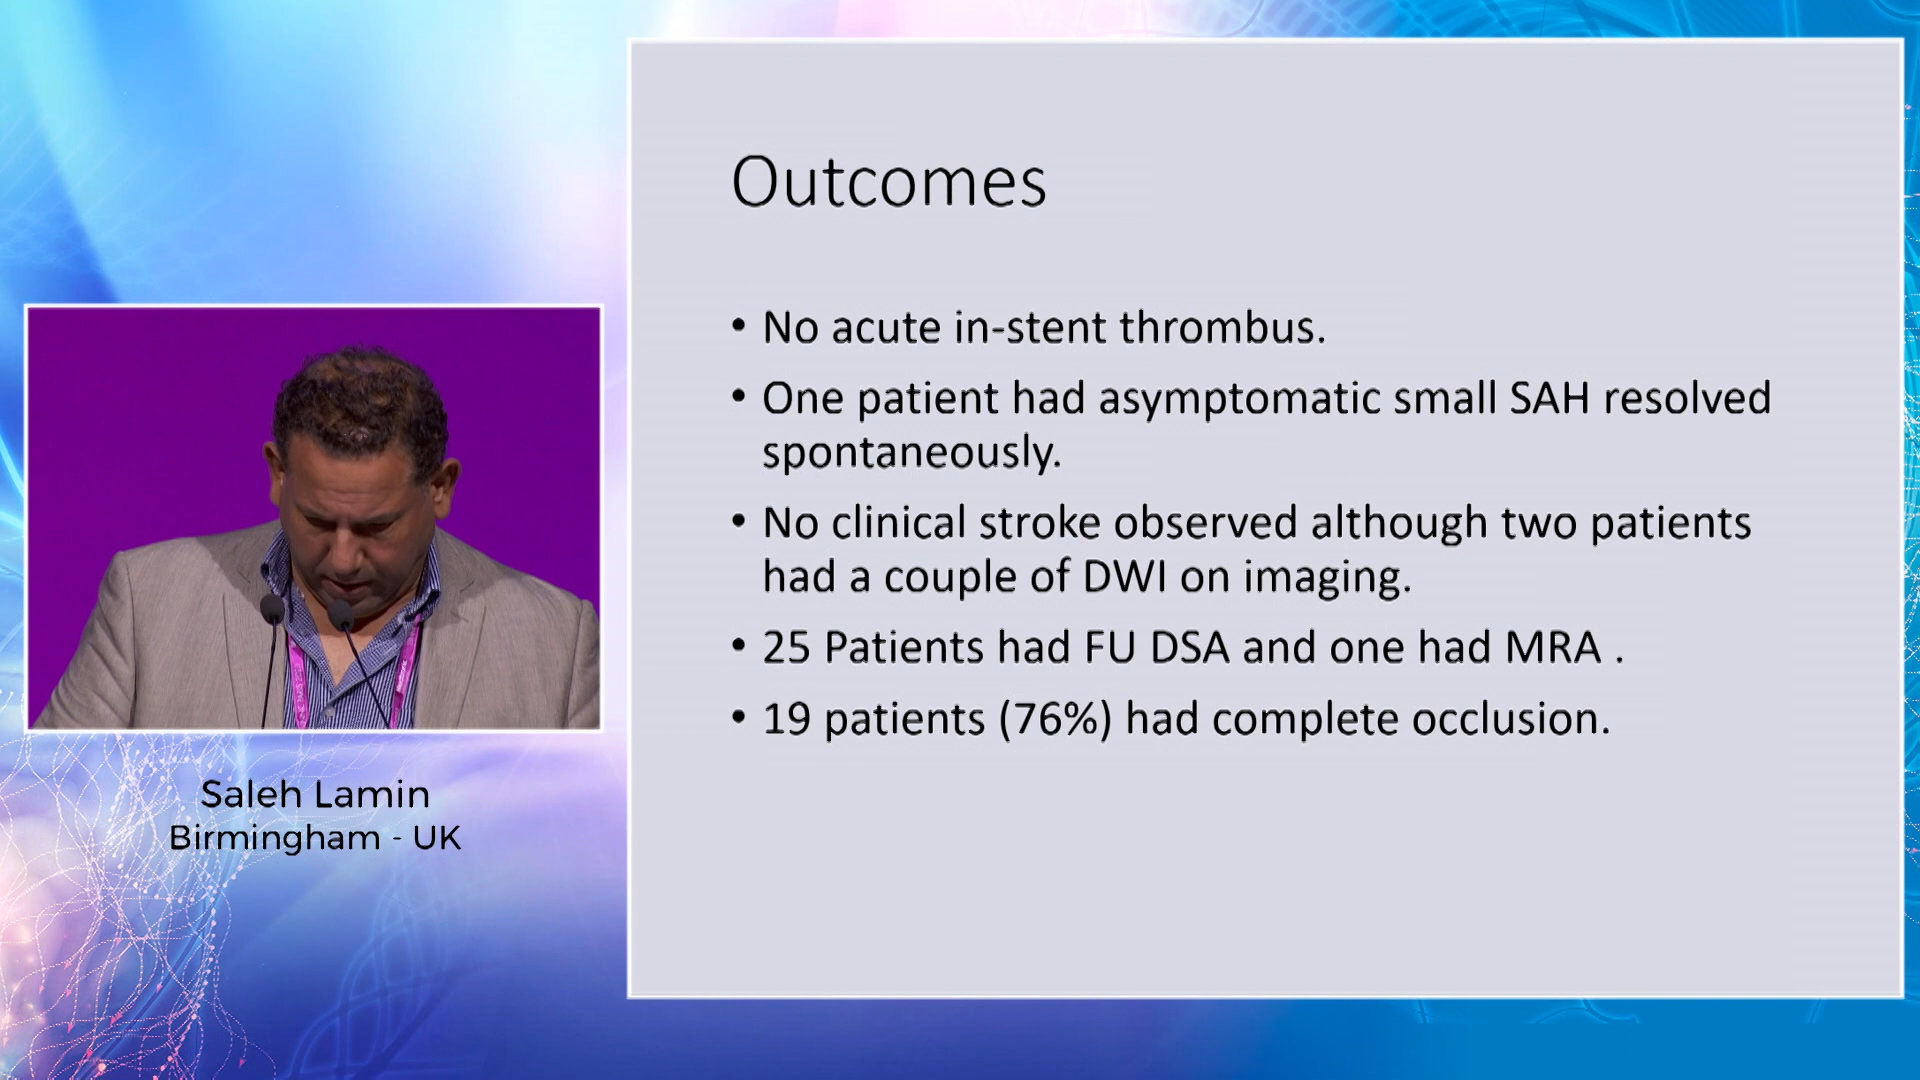 Outcomes
• No acute in-stent thrombus.
• One patient had asymptomatic small SAH resolved
spontaneously.
• No clinical stroke observed although two patients
had a couple of DWI on imaging.
• 25 Patients had FU DSA and one had MRA .
• 19 patients (76%) had complete occlusion.
Saleh Lamin
Birmingham - UK